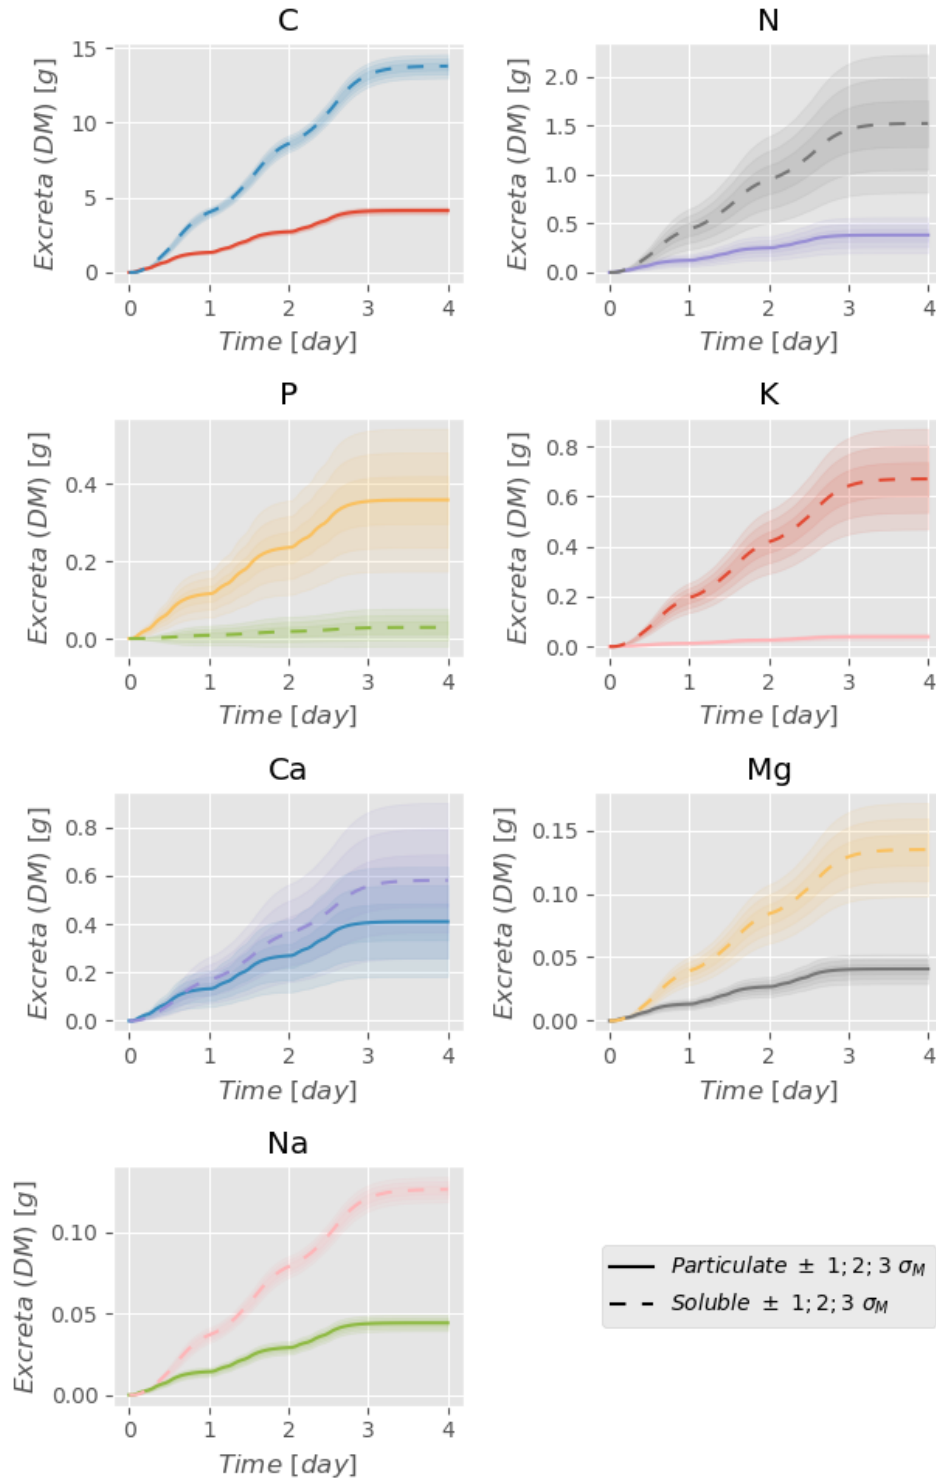 C
N
Excreta (DM) [g]
15
10
5
0
0 1 2 3 4
Time [day]
Excreta (DM) [g]
2.0
1.5
1.0
0.5
0.0
0 1 2 3 4
Time [day]
P
K
Excreta (DM) [g]
0.4
0.2
0.0
0 1 2 3 4
Time [day]
Excreta (DM) [g]
0.8
0.6
0.4
0.2
0.0
0 1 2 3 4
Time [day]
Ca
Mg
Excreta (DM) [g]
0.8
0.6
0.4
0.2
0.0
0 1 2 3 4
Time [day]
Excreta (DM) [g]
0.15
0.10
0.05
0.00
0 1 2 3 4
Time [day]
Na
Excreta (DM) [g]
0.10
0.05
0.00
0 1 2 3 4
Time [day]
Particulate ± 1; 2; 3 σ_M
Soluble ± 1; 2; 3 σ_M